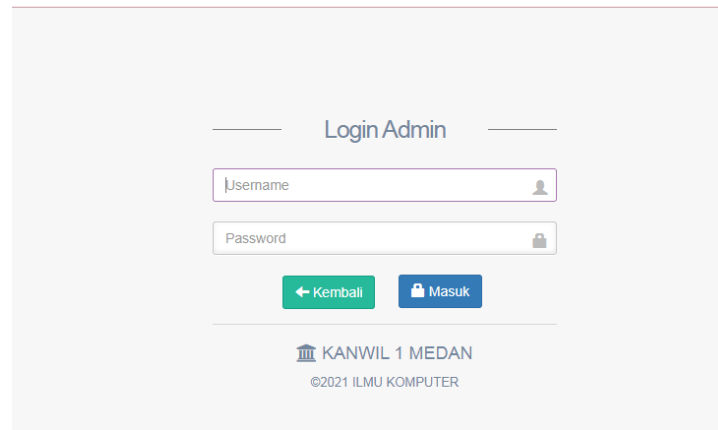 Login Admin
Username
Password
Kembali Masuk
KANWIL 1 MEDAN
©2021 ILMU KOMPUTER